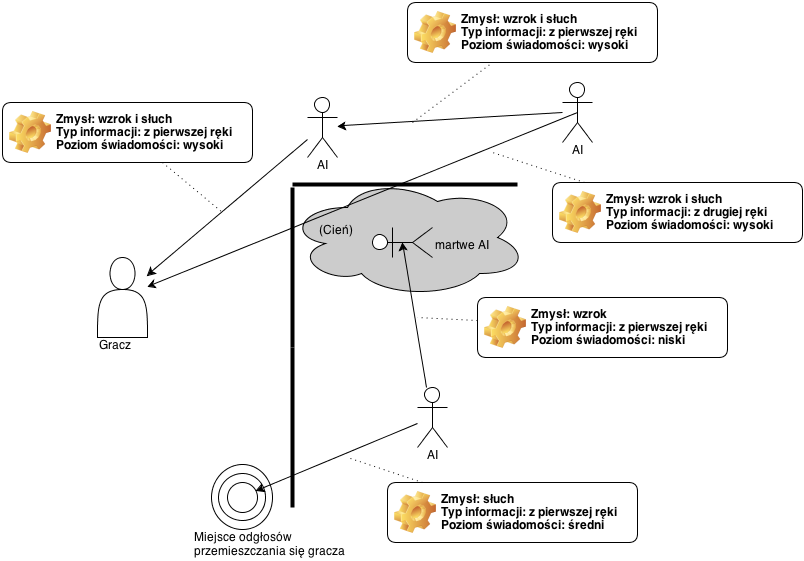 Zmysł: wzrok i słuch
Typ informacji: z pierwszej ręki
Poziom świadomości: wysoki
Zmysł: wzrok i słuch
Typ informacji: z pierwszej ręki
Poziom świadomości: wysoki
AI
AI
Zmysł: wzrok i słuch
Typ informacji: z drugiej ręki
Poziom świadomości: wysoki
(Cień)
martwe AI
Gracz
Zmysł: wzrok
Typ informacji: z pierwszej ręki
Poziom świadomości: niski
AI
Zmysł: słuch
Typ informacji: z pierwszej ręki
Poziom świadomości: średni
Miejsce odgłosów
przemieszczania się gracza